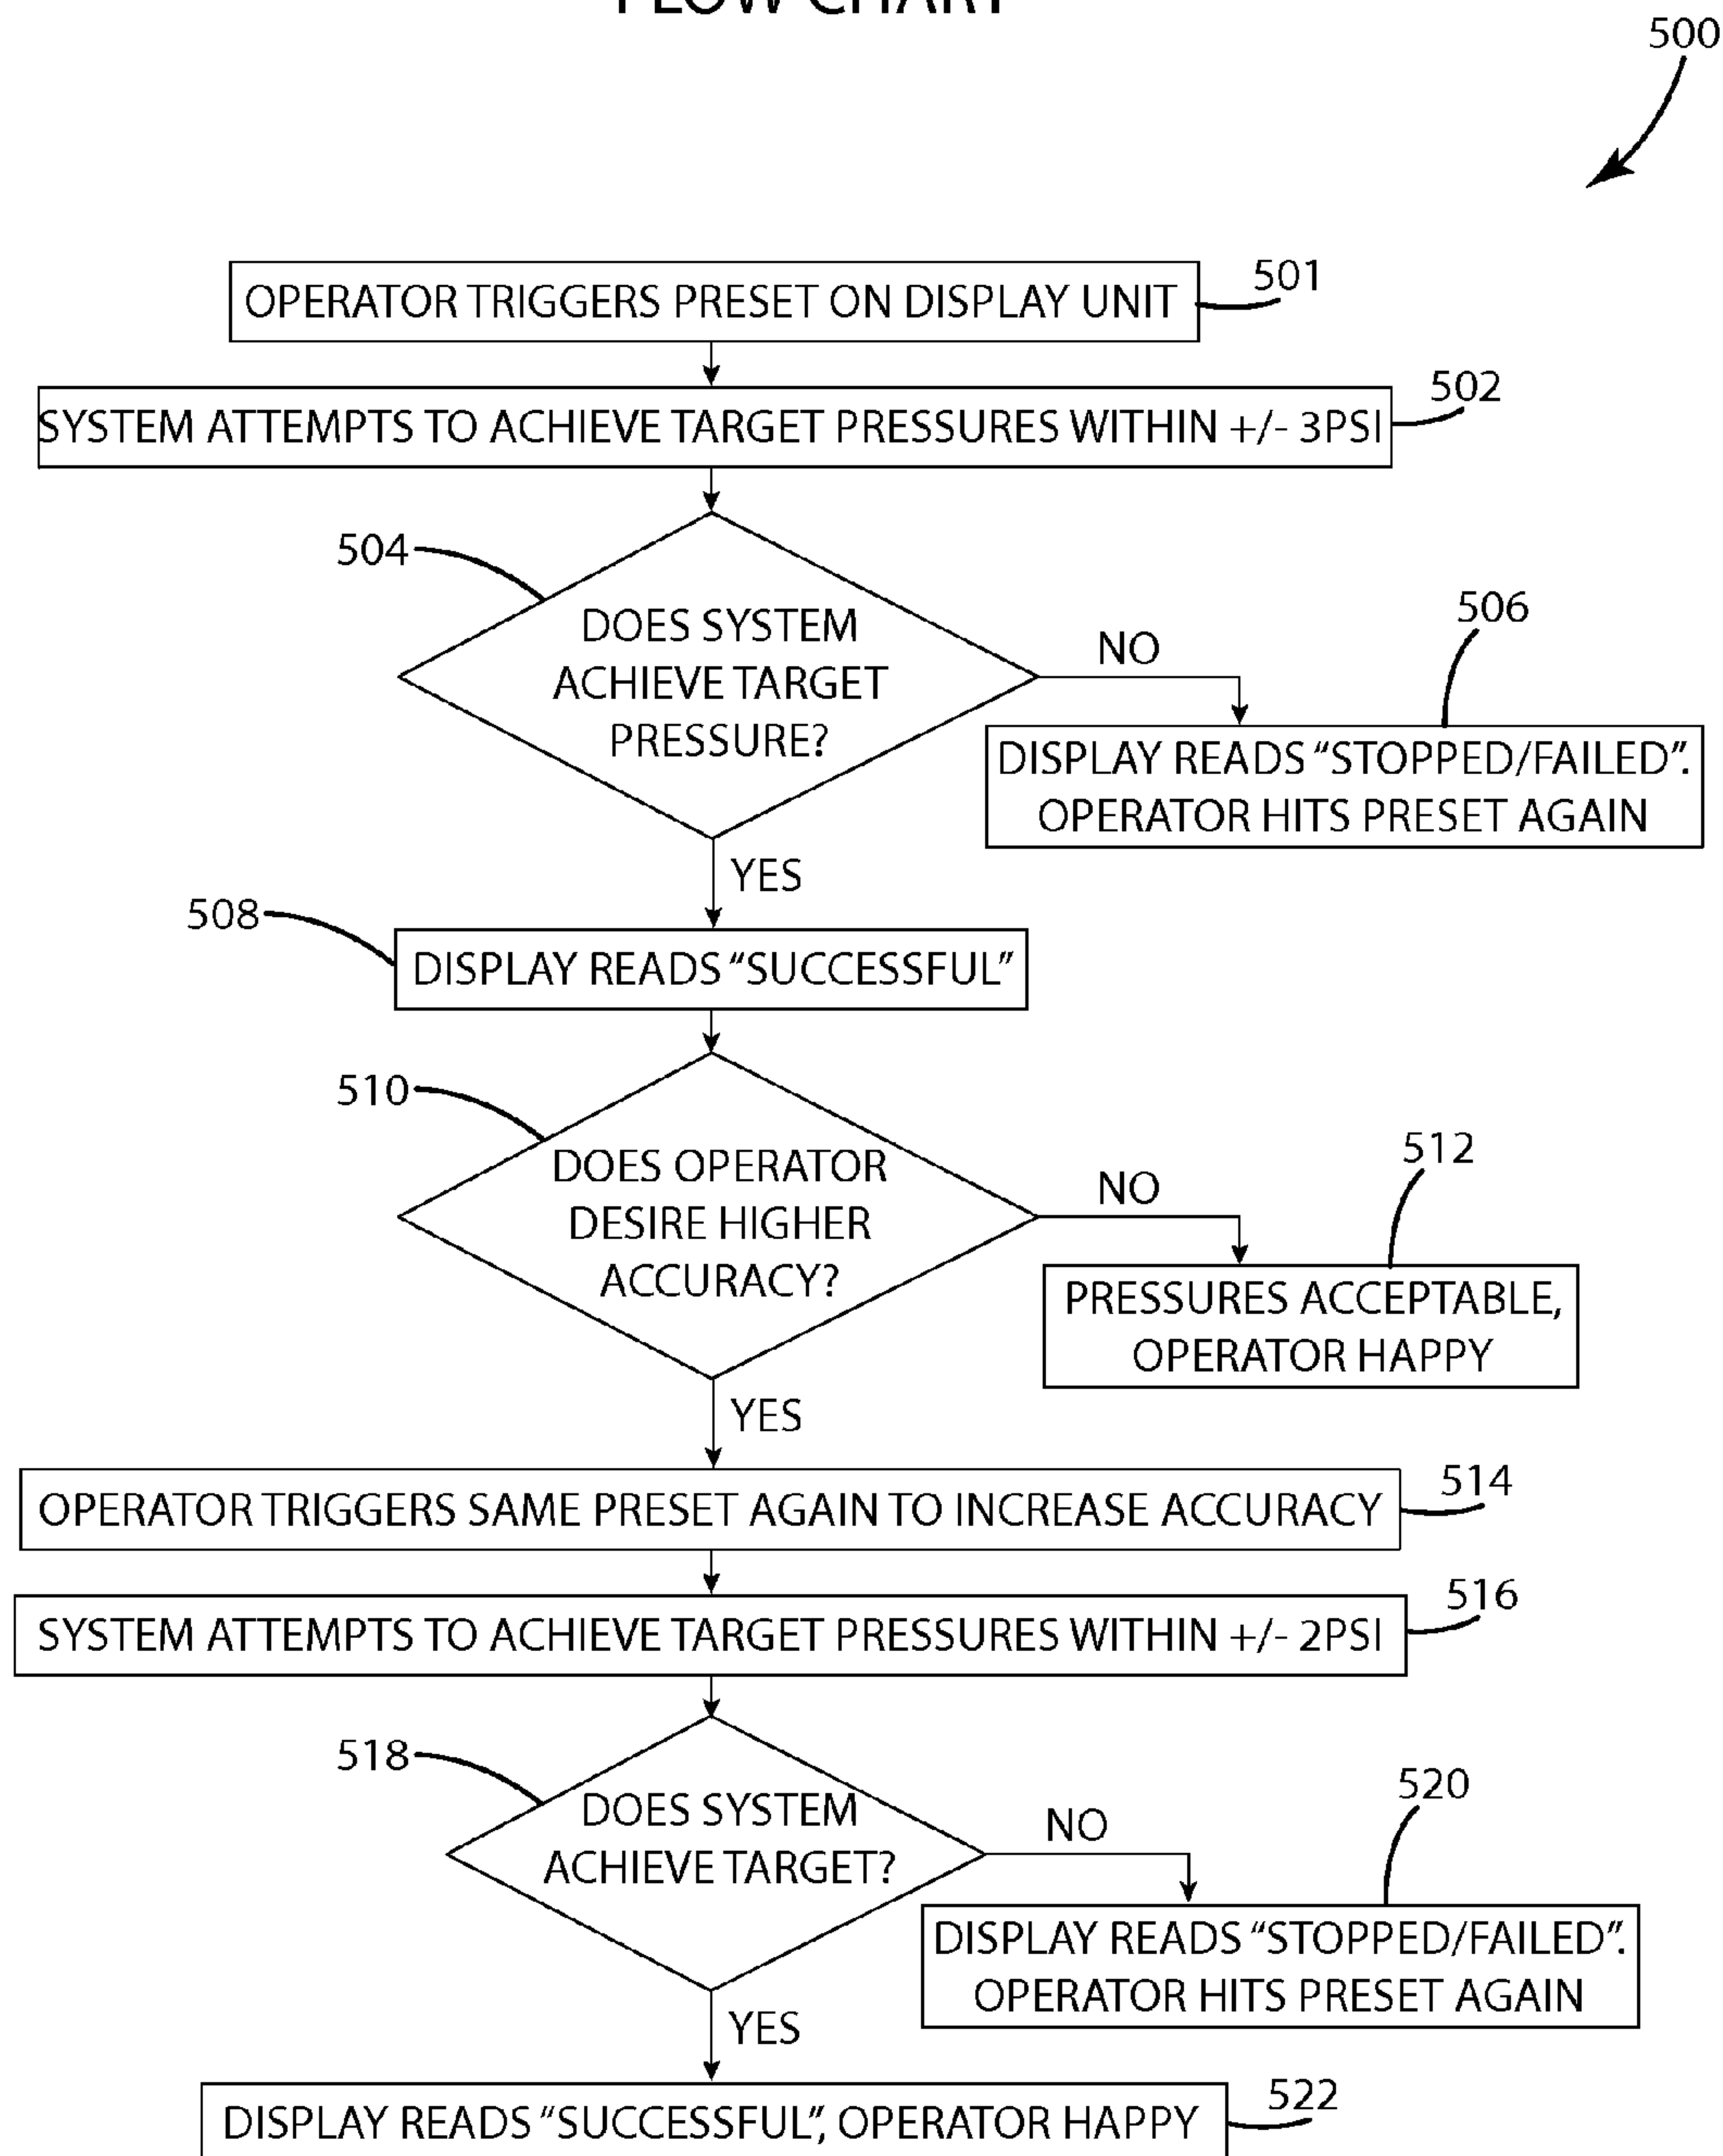 FLOW CHART
500
OPERATOR TRIGGERS PRESET ON DISPLAY UNIT
501
SYSTEM ATTEMPTS TO ACHIEVE TARGET PRESSURES WITHIN +/- 3PSI
502
504
DOES SYSTEM
ACHIEVE TARGET
PRESSURE?
NO
506
DISPLAY READS “STOPPED/FAILED”.
OPERATOR HITS PRESET AGAIN
YES
508
DISPLAY READS “SUCCESSFUL”
510
DOES OPERATOR
DESIRE HIGHER
ACCURACY?
NO
512
PRESSURES ACCEPTABLE,
OPERATOR HAPPY
YES
OPERATOR TRIGGERS SAME PRESET AGAIN TO INCREASE ACCURACY
514
SYSTEM ATTEMPTS TO ACHIEVE TARGET PRESSURES WITHIN +/- 2PSI
516
518
DOES SYSTEM
ACHIEVE TARGET?
NO
520
DISPLAY READS “STOPPED/FAILED”.
OPERATOR HITS PRESET AGAIN
YES
DISPLAY READS “SUCCESSFUL”, OPERATOR HAPPY
522